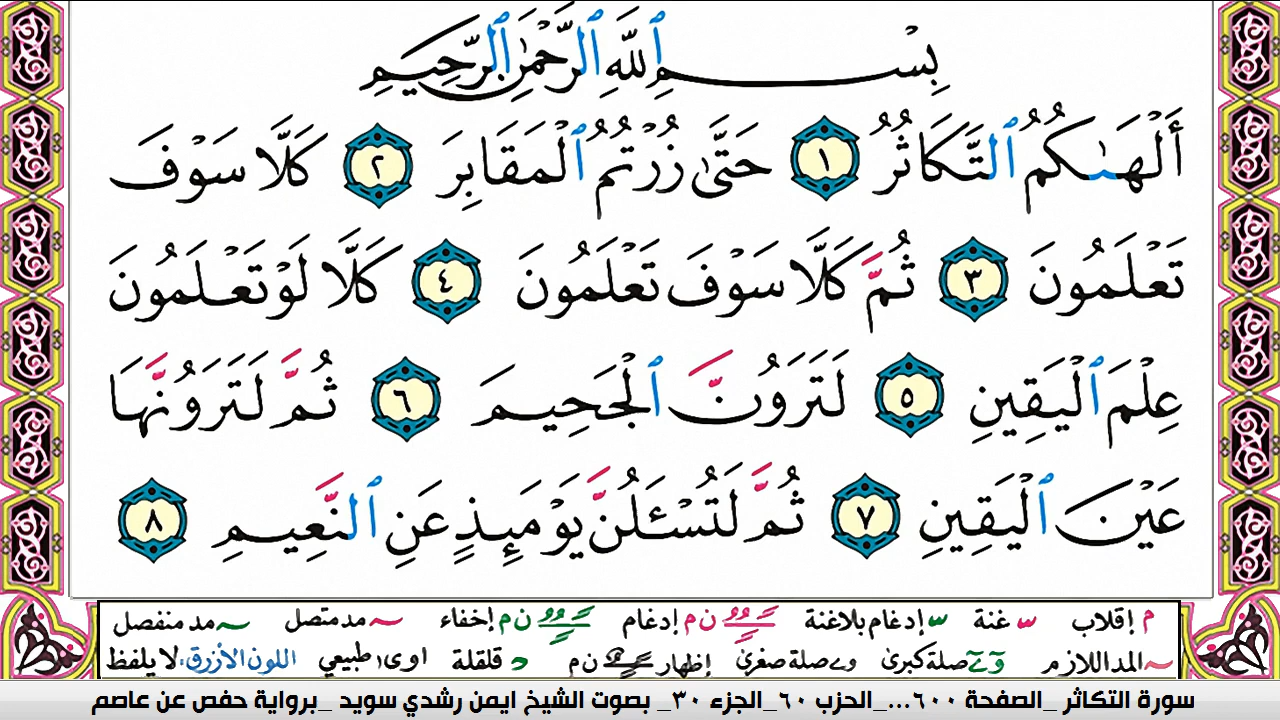 بِسْمِ ٱللَّهِ ٱلرَّحْمَٰنِ ٱلرَّحِيمِ
أَلْهَىٰكُمُ ٱلتَّكَاثُرُ ١ حَتَّىٰ زُرْتُمُ ٱلْمَقَابِرَ ٢ كَلَّا سَوْفَ
تَعْلَمُونَ ٣ ثُمَّ كَلَّا سَوْفَ تَعْلَمُونَ ٤ كَلَّا لَوْ تَعْلَمُونَ
عِلْمَ ٱلْيَقِينِ ٥ لَتَرَوُنَّ ٱلْجَحِيمَ ٦ ثُمَّ لَتَرَوُنَّهَا
عَيْنَ ٱلْيَقِينِ ٧ ثُمَّ لَتُسْـَٔلُنَّ يَوْمَئِذٍ عَنِ ٱلنَّعِيمِ ٨
م إقلاب غنة إدغام بلاغنة ن م إدغام ن م إخفاء مد متصل مد منفصل
المد اللازم صلة كبرى وے صلة صغرى إظهار ن م قلقلة اوى طبيعي اللون الأزرق، لا يلفظ
سورة التكاثر _الصفحة ٦٠٠..._الحزب ٦٠_الجزء ٣٠_ بصوت الشيخ ايمن رشدي سويد _برواية حفص عن عاصم